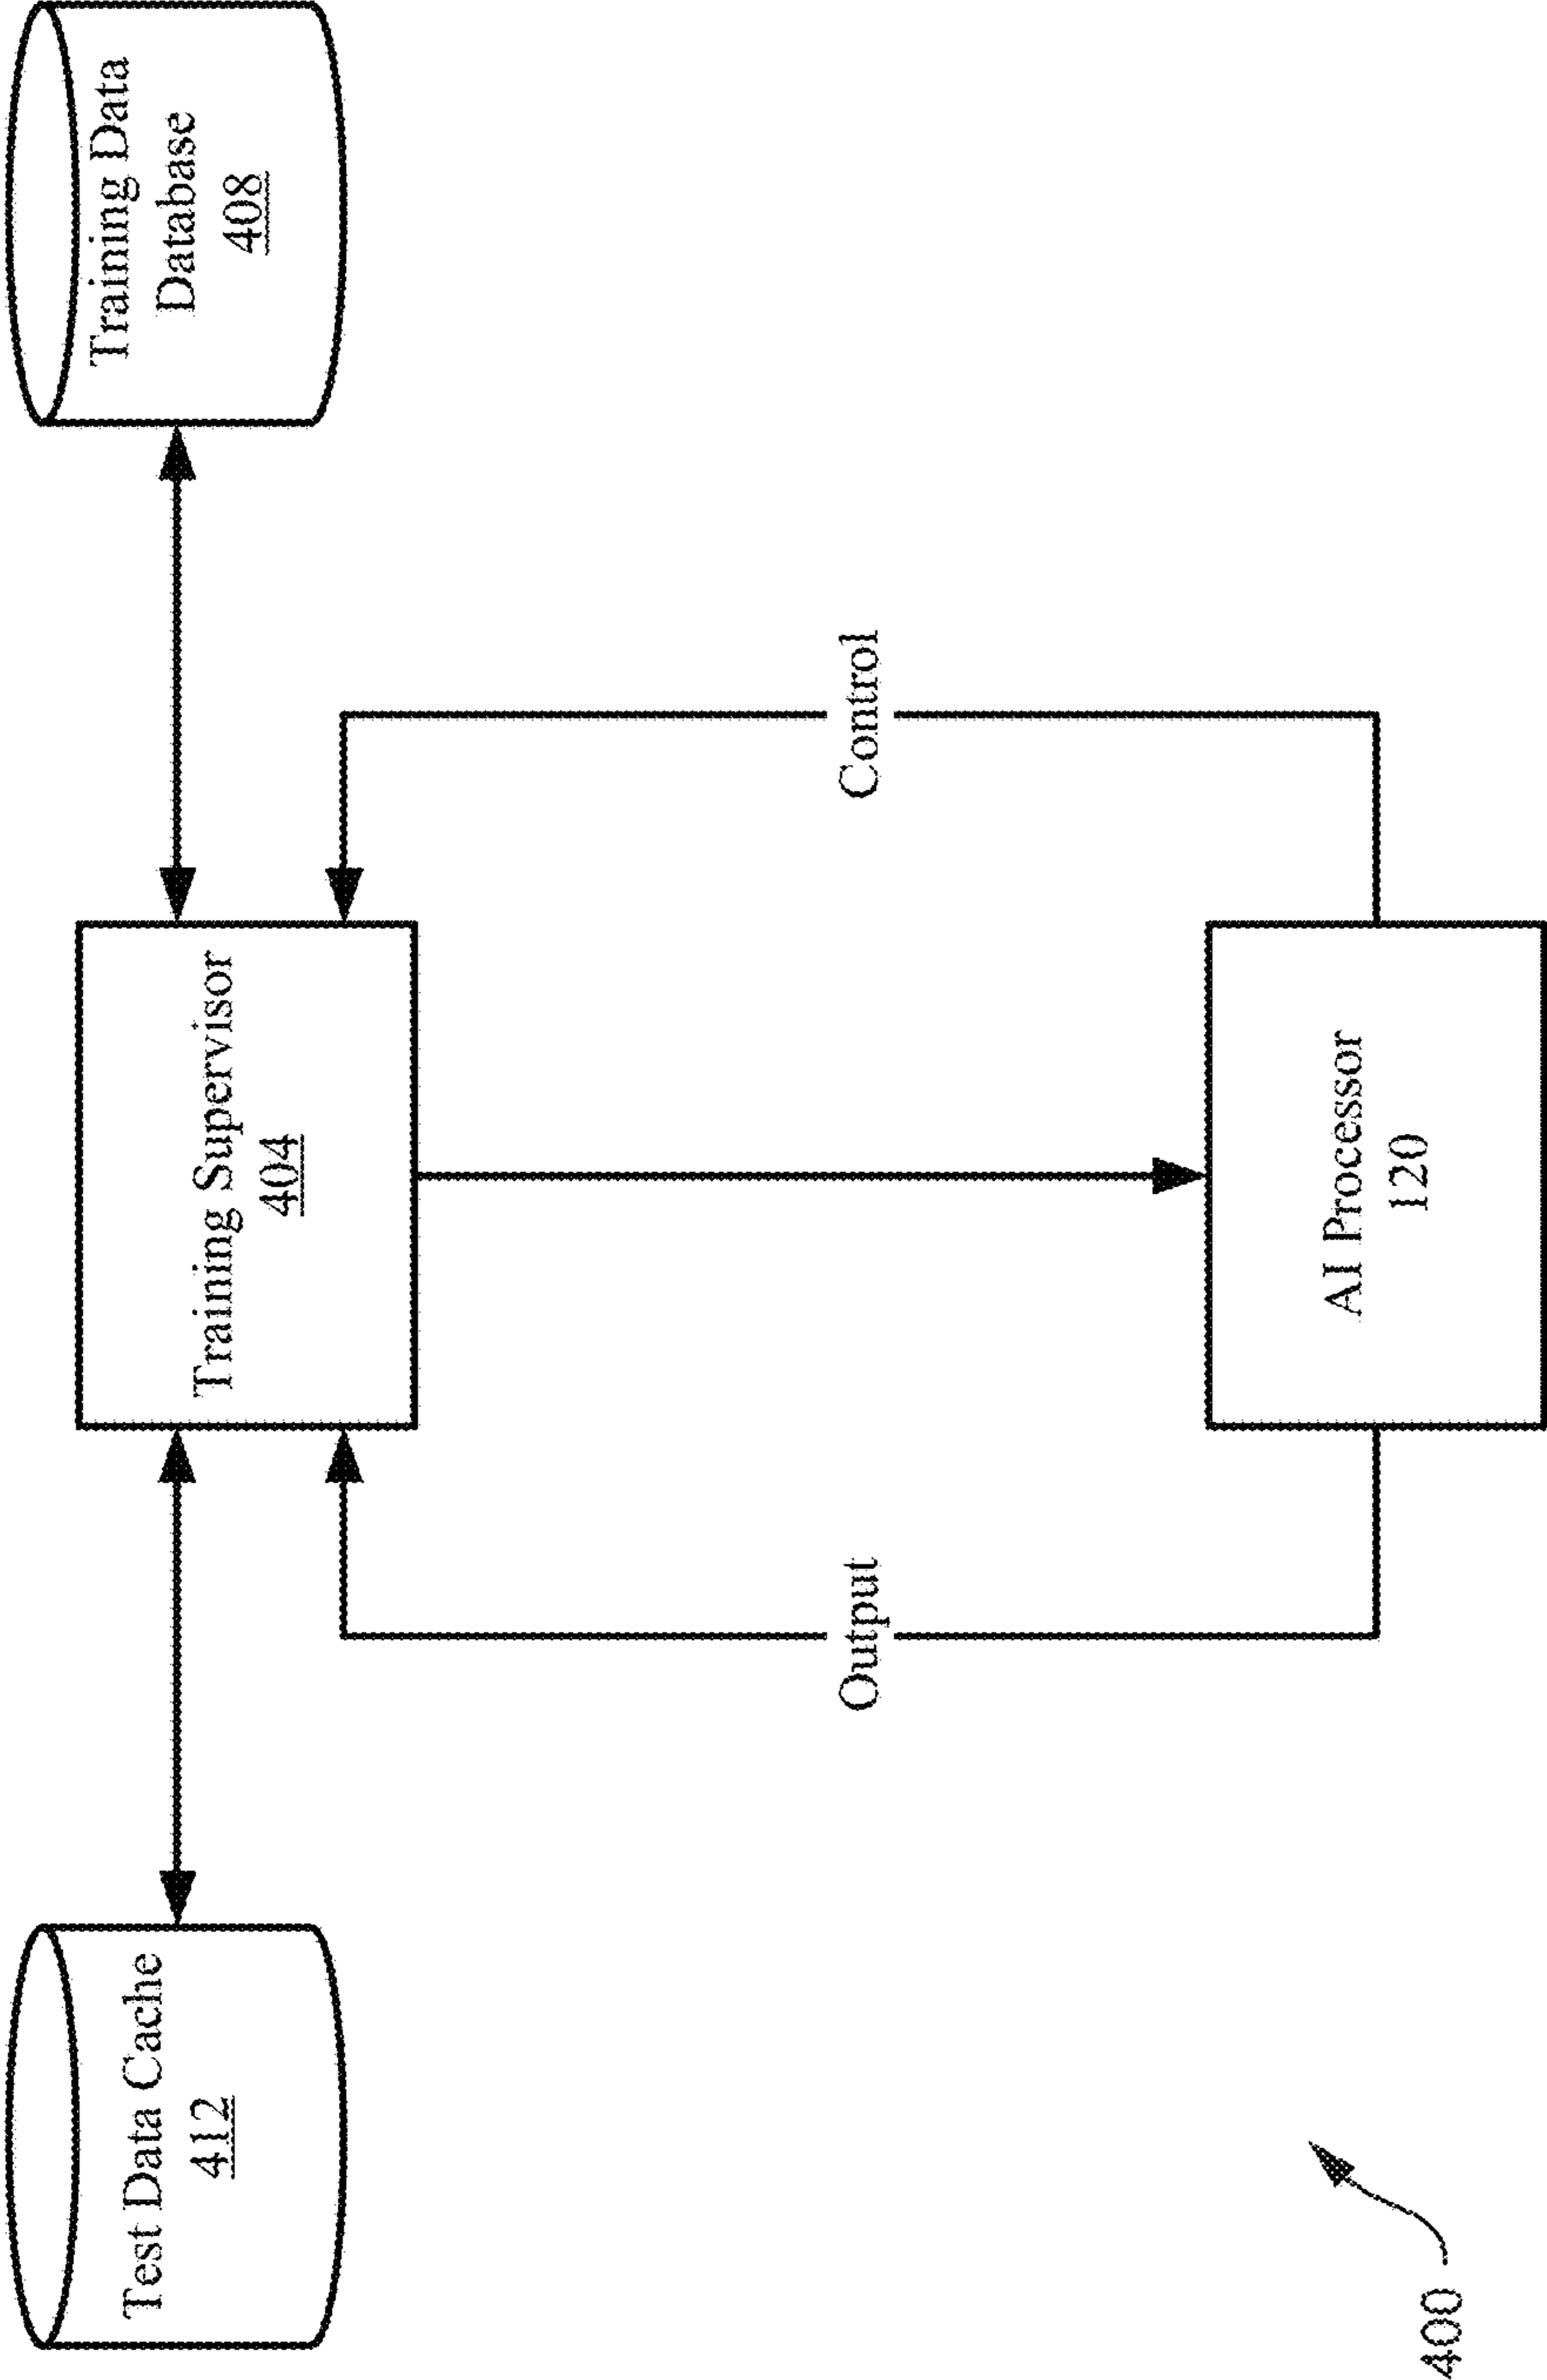 Test Data Cache
412
Training Supervisor
404
Training Data
Database
408
Output
Control
AI Processor
120
400